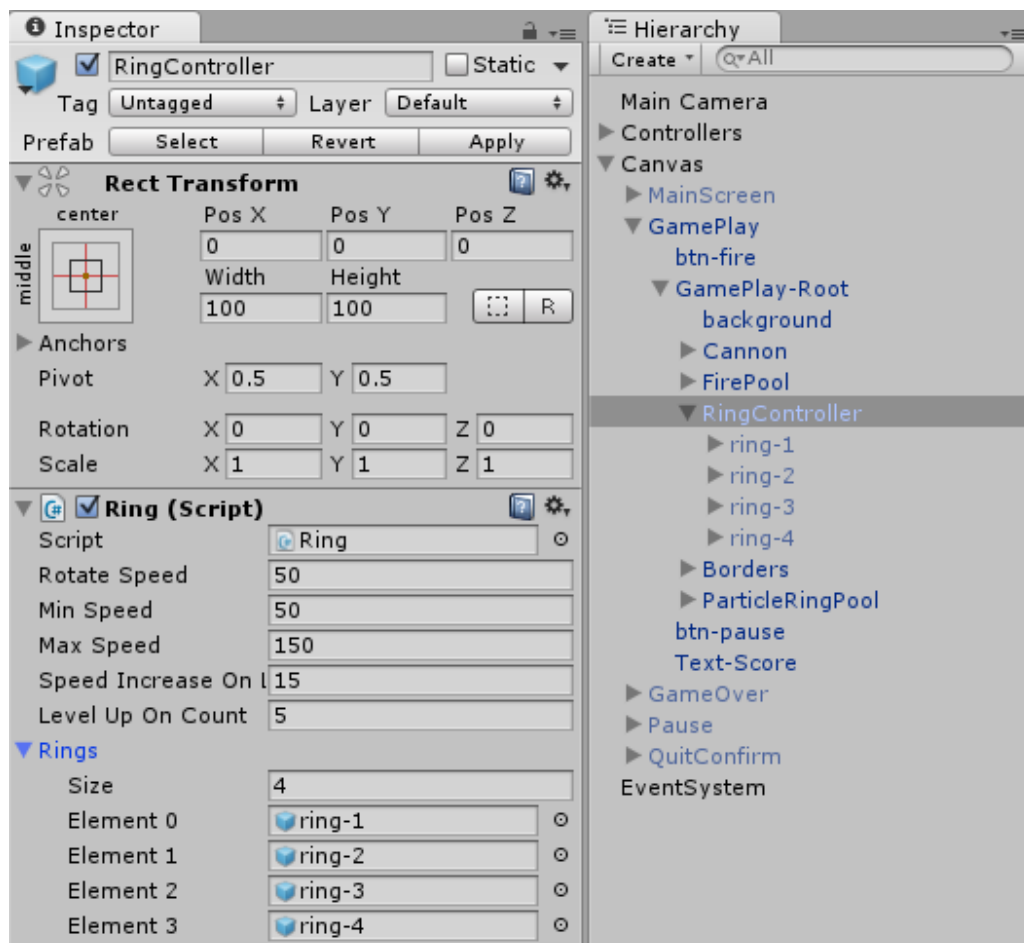 Inspector
RingController
Static
Tag Untagged Layer Default
Prefab Select Revert Apply
Rect Transform
center Pos X Pos Y Pos Z
middle
0 0 0
Width Height
100 100 R
Anchors
Pivot X 0.5 Y 0.5
Rotation X 0 Y 0 Z 0
Scale X 1 Y 1 Z 1
Ring (Script)
Script Ring
Rotate Speed 50
Min Speed 50
Max Speed 150
Speed Increase On L 15
Level Up On Count 5
Rings
Size 4
Element 0 ring-1
Element 1 ring-2
Element 2 ring-3
Element 3 ring-4
Hierarchy
Create All
Main Camera
Controllers
Canvas
MainScreen
GamePlay
btn-fire
GamePlay-Root
background
Cannon
FirePool
RingController
ring-1
ring-2
ring-3
ring-4
Borders
ParticleRingPool
btn-pause
Text-Score
GameOver
Pause
QuitConfirm
EventSystem